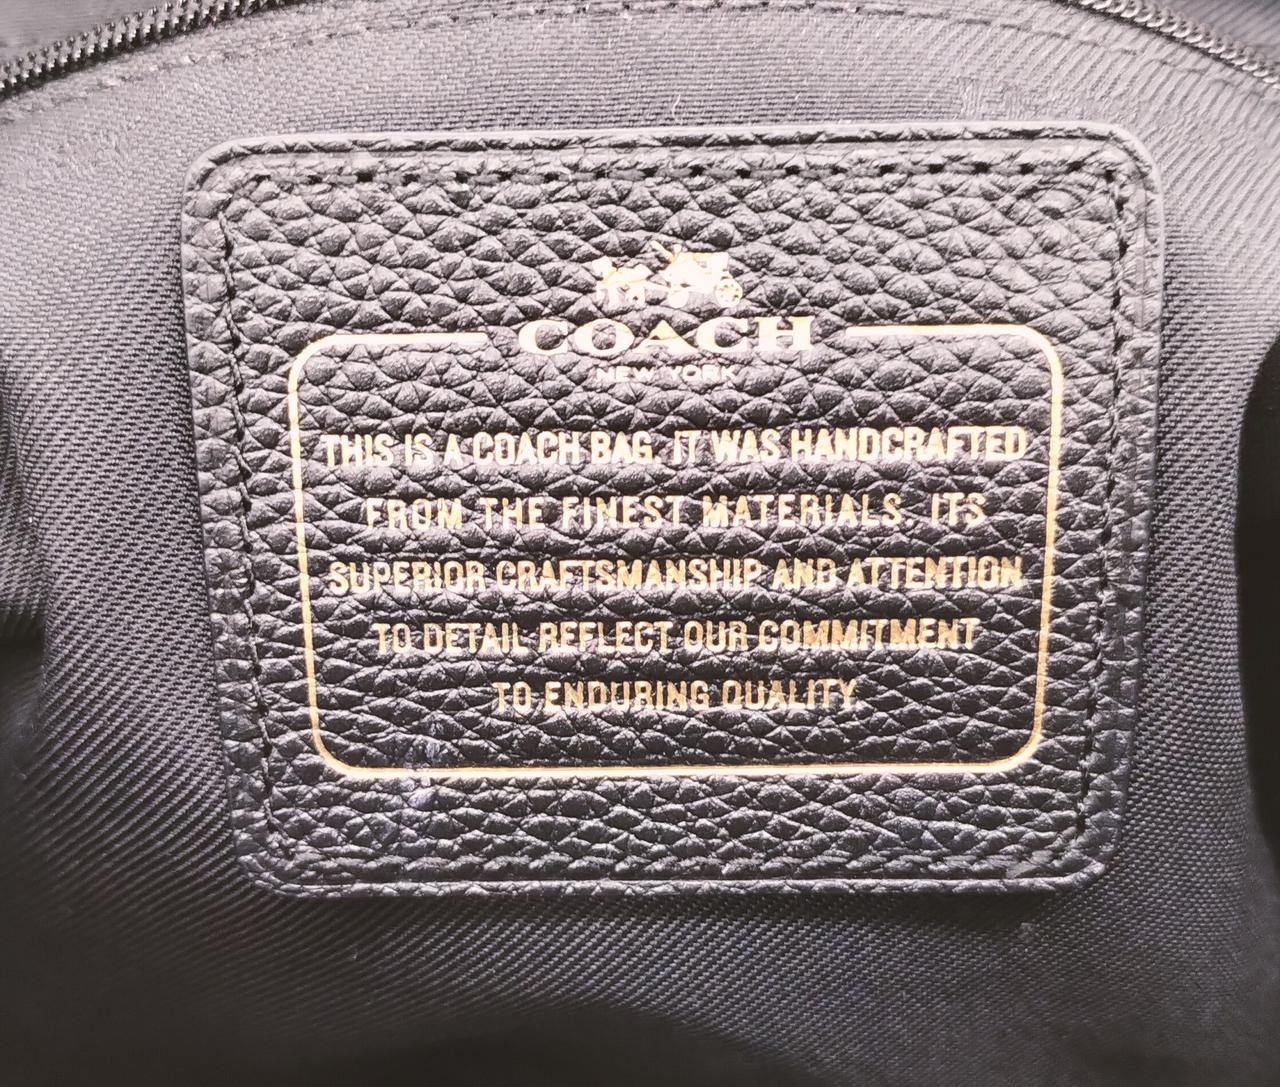 COACH
NEW YORK
THIS IS A COACH BAG. IT WAS HANDCRAFTED
FROM THE FINEST MATERIALS. ITS
SUPERIOR CRAFTSMANSHIP AND ATTENTION
TO DETAIL REFLECT OUR COMMITMENT
TO ENDURING QUALITY.